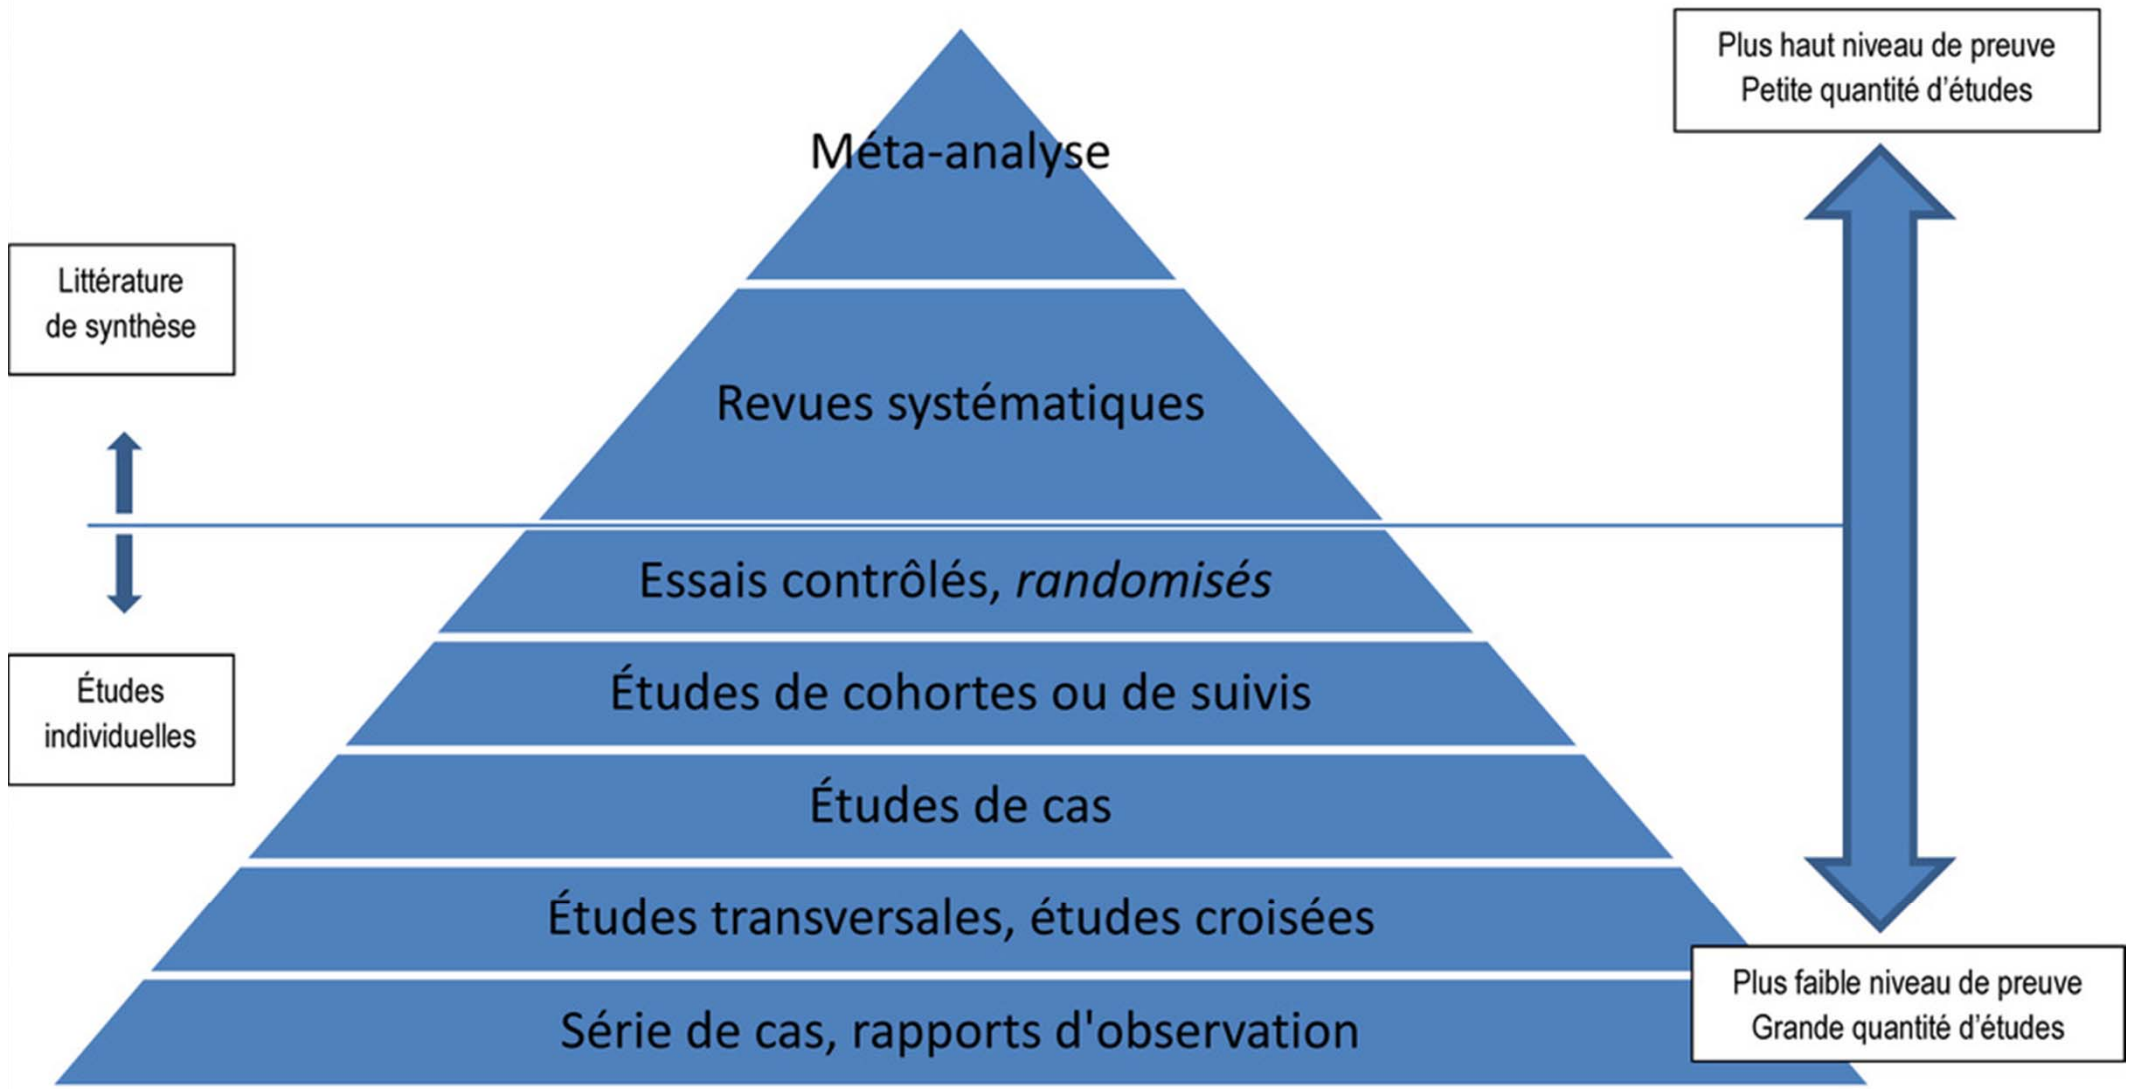 Plus haut niveau de preuve
Petite quantité d'études
Méta-analyse
Littérature
de synthèse
Revues systématiques
Essais contrôlés, randomisés
Études de cohortes ou de suivis
Études
individuelles
Études de cas
Études transversales, études croisées
Plus faible niveau de preuve
Grande quantité d'études
Série de cas, rapports d'observation